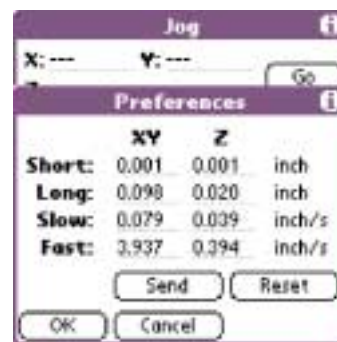 Jog
X: --- Y: ---
Go
Preferences
XY Z
Short: 0.001 0.001 inch
Long: 0.098 0.020 inch
Slow: 0.079 0.039 inch/s
Fast: 3.937 0.394 inch/s
Send Reset
OK Cancel